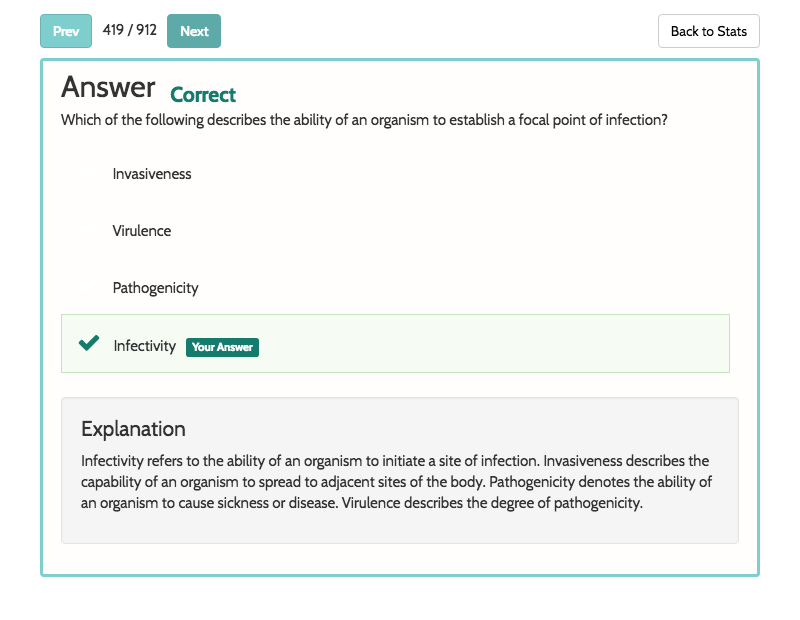 Prev 419 / 912 Next Back to Stats
Answer Correct
Which of the following describes the ability of an organism to establish a focal point of infection?
Invasiveness
Virulence
Pathogenicity
Infectivity Your Answer
Explanation
Infectivity refers to the ability of an organism to initiate a site of infection. Invasiveness describes the
capability of an organism to spread to adjacent sites of the body. Pathogenicity denotes the ability of
an organism to cause sickness or disease. Virulence describes the degree of pathogenicity.